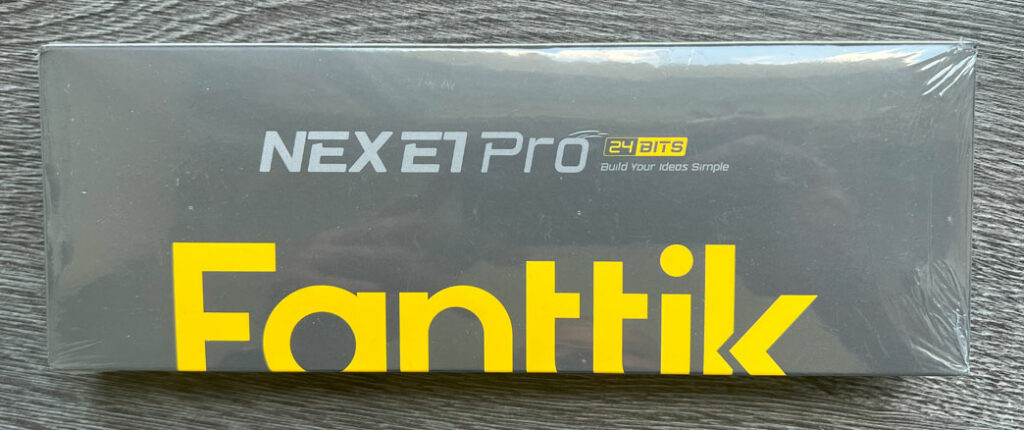 NEX E1 Pro 24 BITS
Build Your Ideas Simple
Fanttik